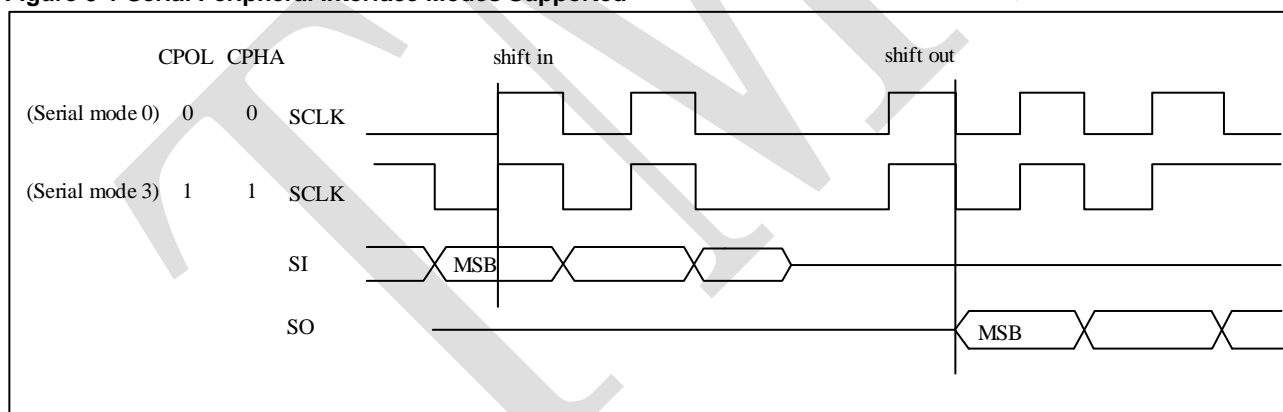 Figure 8-1 Serial Peripheral Interface Modes Supported
CPOL CPHA shift in shift out
(Serial mode 0) 0 0 SCLK
(Serial mode 3) 1 1 SCLK
SI MSB
SO MSB